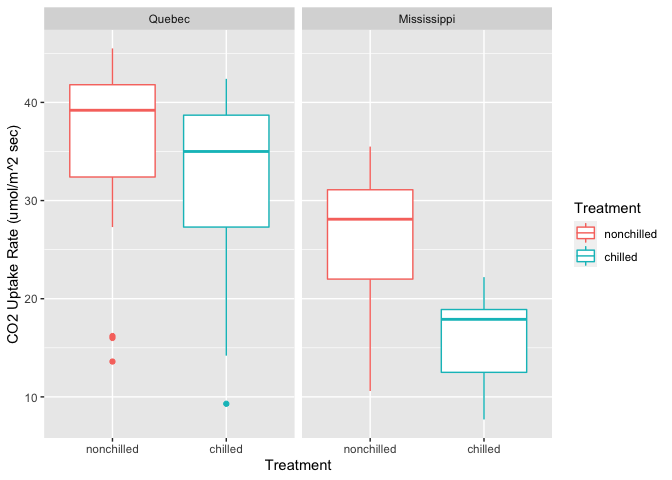 Quebec
Mississippi
CO2 Uptake Rate (umol/m^2 sec)
40
30
20
10
nonchilled
chilled
nonchilled
chilled
Treatment
Treatment
nonchilled
chilled